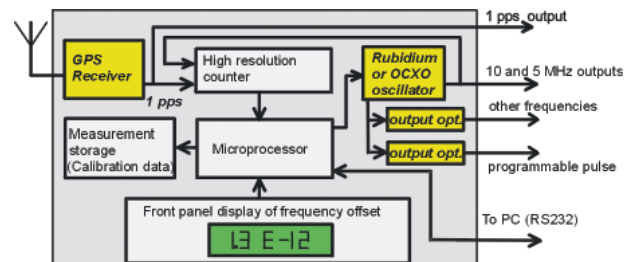 1 pps output
GPS
Receiver
1 pps
High resolution
counter
Rubidium
or OCXO
oscillator
10 and 5 MHz outputs
output opt.
other frequencies
output opt.
programmable pulse
Measurement
storage
(Calibration data)
Microprocessor
Front panel display of frequency offset
1.3 E-12
To PC (RS232)